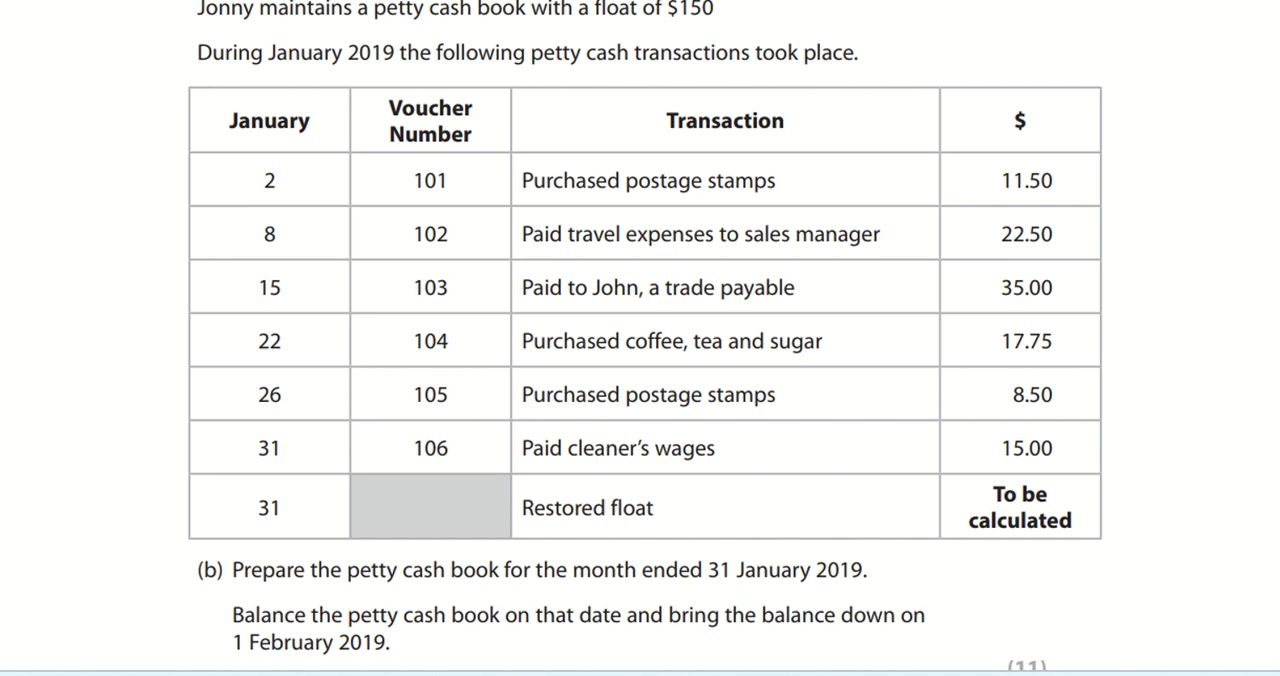 Jonny maintains a petty cash book with a float of $150
During January 2019 the following petty cash transactions took place.
January
Voucher Number
Transaction
$
2 101 Purchased postage stamps 11.50
8 102 Paid travel expenses to sales manager 22.50
15 103 Paid to John, a trade payable 35.00
22 104 Purchased coffee, tea and sugar 17.75
26 105 Purchased postage stamps 8.50
31 106 Paid cleaner’s wages 15.00
31 Restored float To be calculated
(b) Prepare the petty cash book for the month ended 31 January 2019.
Balance the petty cash book on that date and bring the balance down on
1 February 2019.
(11)